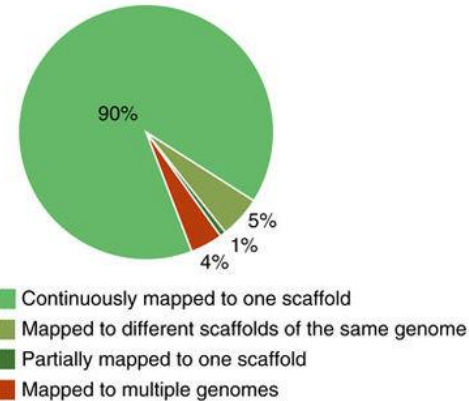 90%
5%
1%
4%
Continuously mapped to one scaffold
Mapped to different scaffolds of the same genome
Partially mapped to one scaffold
Mapped to multiple genomes